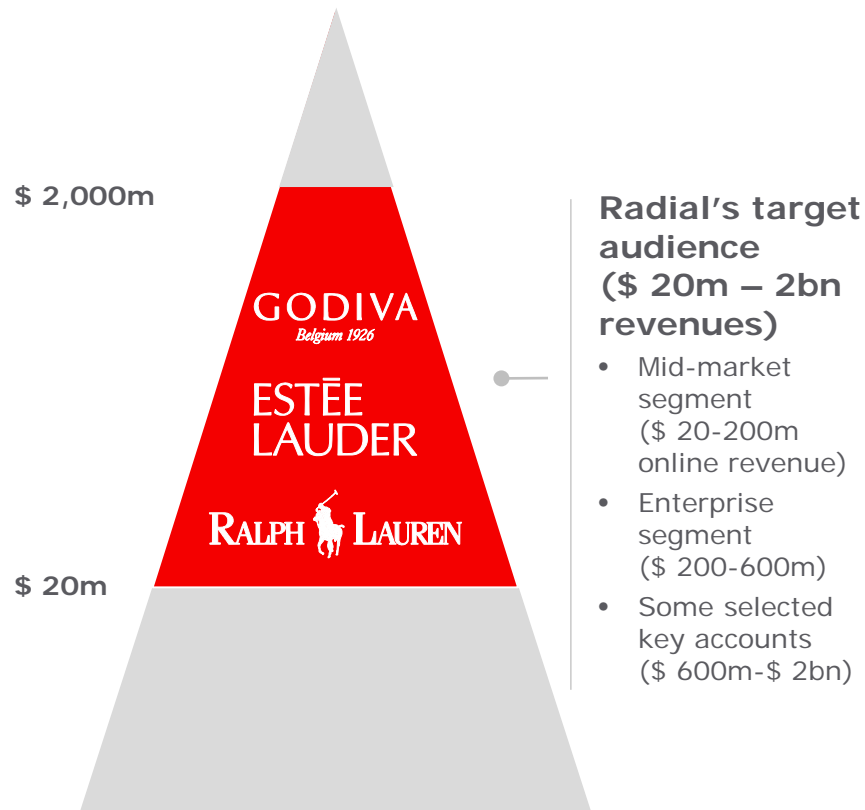 $ 2,000m
GODIVA
Belgium 1926
ESTĒE
LAUDER
RALPH LAUREN
$ 20m
Radial's target
audience
($ 20m – 2bn
revenues)
• Mid-market
segment
($ 20-200m
online revenue)
• Enterprise
segment
($ 200-600m)
• Some selected
key accounts
($ 600m-$ 2bn)